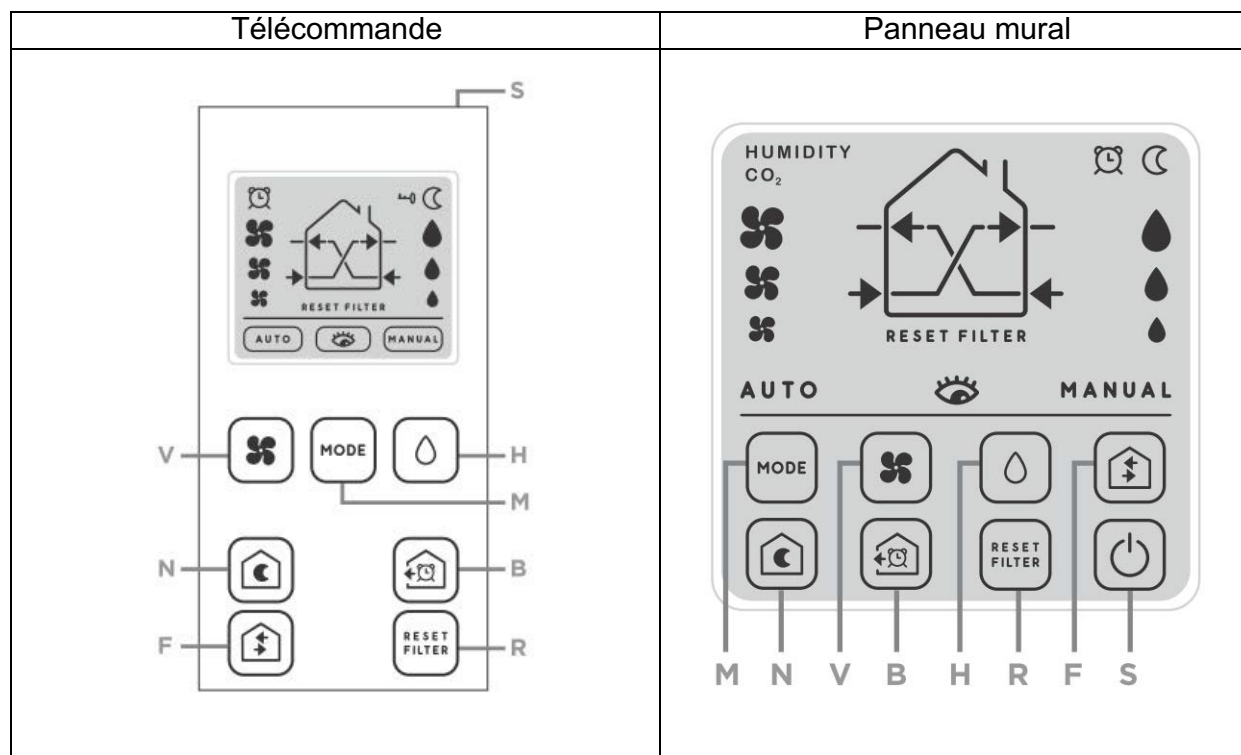 Télécommande
Panneau mural
S
RESET FILTER
AUTO
MANUAL
V
MODE
H
M
N
B
F
RESET
FILTER
R
HUMIDITY
CO₂
RESET FILTER
AUTO
MANUAL
MODE
RESET
FILTER
M N V B H R F S